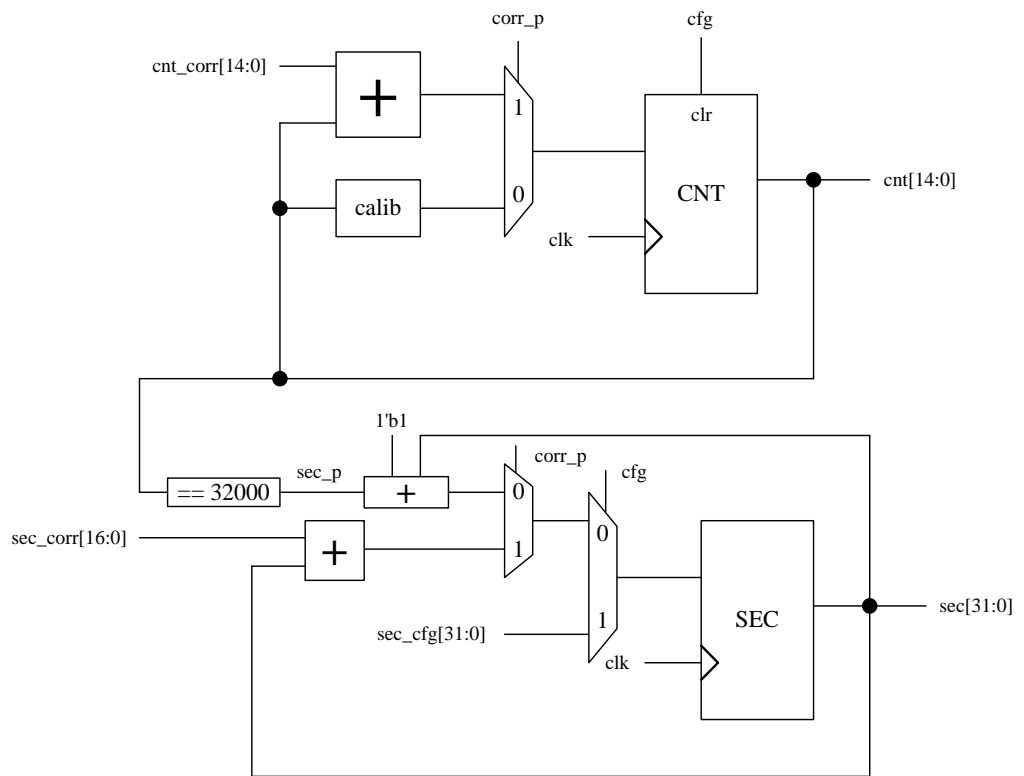 corr_p
cfg
cnt_corr[14:0]
+
1
clr
calib
0
CNT
cnt[14:0]
clk
1'b1
sec_p
corr_p
cfg
== 32000
+
0
0
sec_corr[16:0]
+
1
sec_cfg[31:0]
1
SEC
sec[31:0]
clk